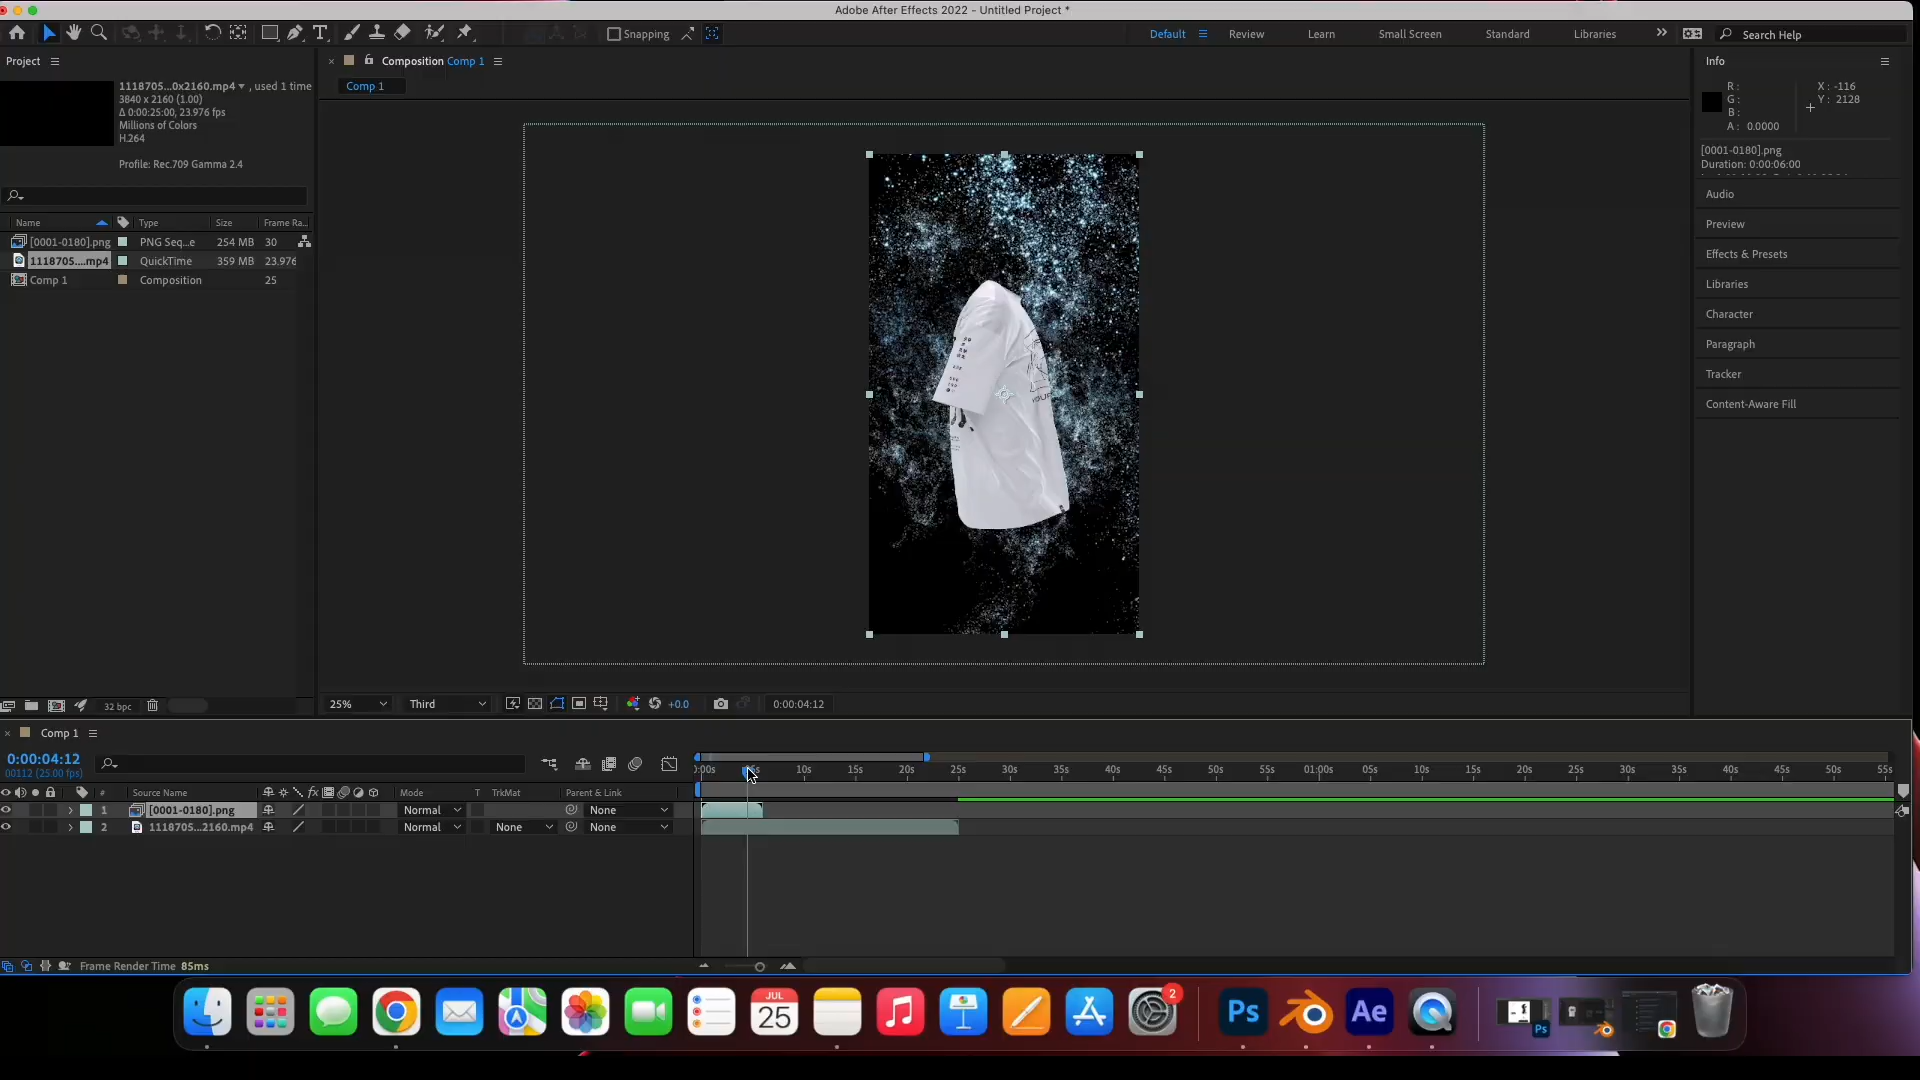 Adobe After Effects 2022 - Untitled Project *
Snapping
Default
Review
Learn
Small Screen
Standard
Libraries
Search Help
Project
1118705...0x2160.mp4 , used 1 time
3840 x 2160 (1.00)
Δ 0:00:25:00, 23.976 fps
Millions of Colors
H.264
Profile: Rec.709 Gamma 2.4
Name Type Size Frame Ra...
[0001-0180].png PNG Seq...e 254 MB 30
1118705....mp4 QuickTime 359 MB 23.976
Comp 1 Composition 25
32 bpc
Composition Comp 1
Comp 1
25%
Third
+0.0
0:00:04:12
Info
R :
G :
B :
A : 0.0000
X : -116
Y : 2128
[0001-0180].png
Duration: 0:00:06:00
Audio
Preview
Effects & Presets
Libraries
Character
Paragraph
Tracker
Content-Aware Fill
Comp 1
0:00:04:12
00112 (25.00 fps)
# Source Name Mode T TrkMat Parent & Link
1 [0001-0180].png Normal None
2 1118705...2160.mp4 Normal None None
:00s 5s 10s 15s 20s 25s 30s 35s 40s 45s 50s 55s 01:00s 05s 10s 15s 20s 25s 30s 35s 40s 45s 50s 55s
Frame Render Time 85ms
JUL
25
2
Ps
Ae
Ps